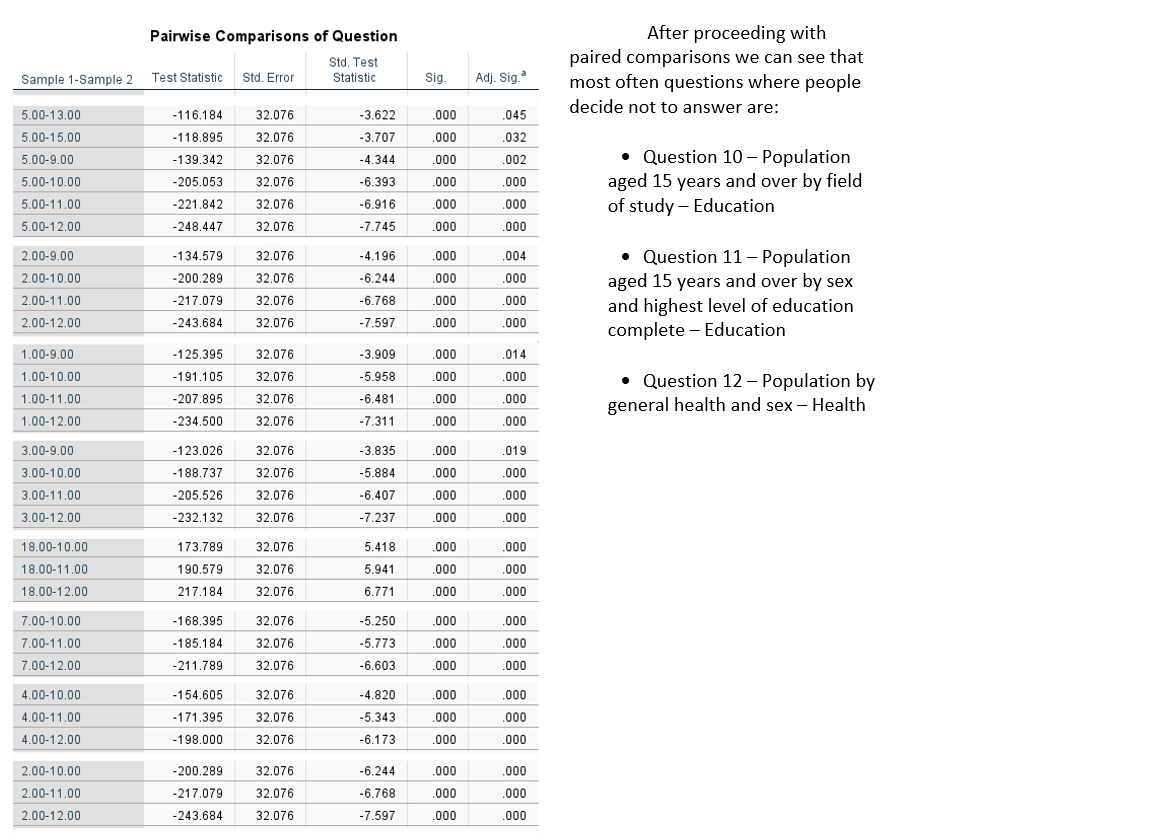 Pairwise Comparisons of Question
Sample 1-Sample 2 Test Statistic Std. Error Std. Test Statistic Sig. Adj. Sig.ᵃ
5.00-13.00 -116.184 32.076 -3.622 .000 .045
5.00-15.00 -118.895 32.076 -3.707 .000 .032
5.00-9.00 -139.342 32.076 -4.344 .000 .002
5.00-10.00 -205.053 32.076 -6.393 .000 .000
5.00-11.00 -221.842 32.076 -6.916 .000 .000
5.00-12.00 -248.447 32.076 -7.745 .000 .000
2.00-9.00 -134.579 32.076 -4.196 .000 .004
2.00-10.00 -200.289 32.076 -6.244 .000 .000
2.00-11.00 -217.079 32.076 -6.768 .000 .000
2.00-12.00 -243.684 32.076 -7.597 .000 .000
1.00-9.00 -125.395 32.076 -3.909 .000 .014
1.00-10.00 -191.105 32.076 -5.958 .000 .000
1.00-11.00 -207.895 32.076 -6.481 .000 .000
1.00-12.00 -234.500 32.076 -7.311 .000 .000
3.00-9.00 -123.026 32.076 -3.835 .000 .019
3.00-10.00 -188.737 32.076 -5.884 .000 .000
3.00-11.00 -205.526 32.076 -6.407 .000 .000
3.00-12.00 -232.132 32.076 -7.237 .000 .000
18.00-10.00 173.789 32.076 5.418 .000 .000
18.00-11.00 190.579 32.076 5.941 .000 .000
18.00-12.00 217.184 32.076 6.771 .000 .000
7.00-10.00 -168.395 32.076 -5.250 .000 .000
7.00-11.00 -185.184 32.076 -5.773 .000 .000
7.00-12.00 -211.789 32.076 -6.603 .000 .000
4.00-10.00 -154.605 32.076 -4.820 .000 .000
4.00-11.00 -171.395 32.076 -5.343 .000 .000
4.00-12.00 -198.000 32.076 -6.173 .000 .000
2.00-10.00 -200.289 32.076 -6.244 .000 .000
2.00-11.00 -217.079 32.076 -6.768 .000 .000
2.00-12.00 -243.684 32.076 -7.597 .000 .000
After proceeding with
paired comparisons we can see that
most often questions where people
decide not to answer are:
• Question 10 – Population
aged 15 years and over by field
of study – Education
• Question 11 – Population
aged 15 years and over by sex
and highest level of education
complete – Education
• Question 12 – Population by
general health and sex – Health